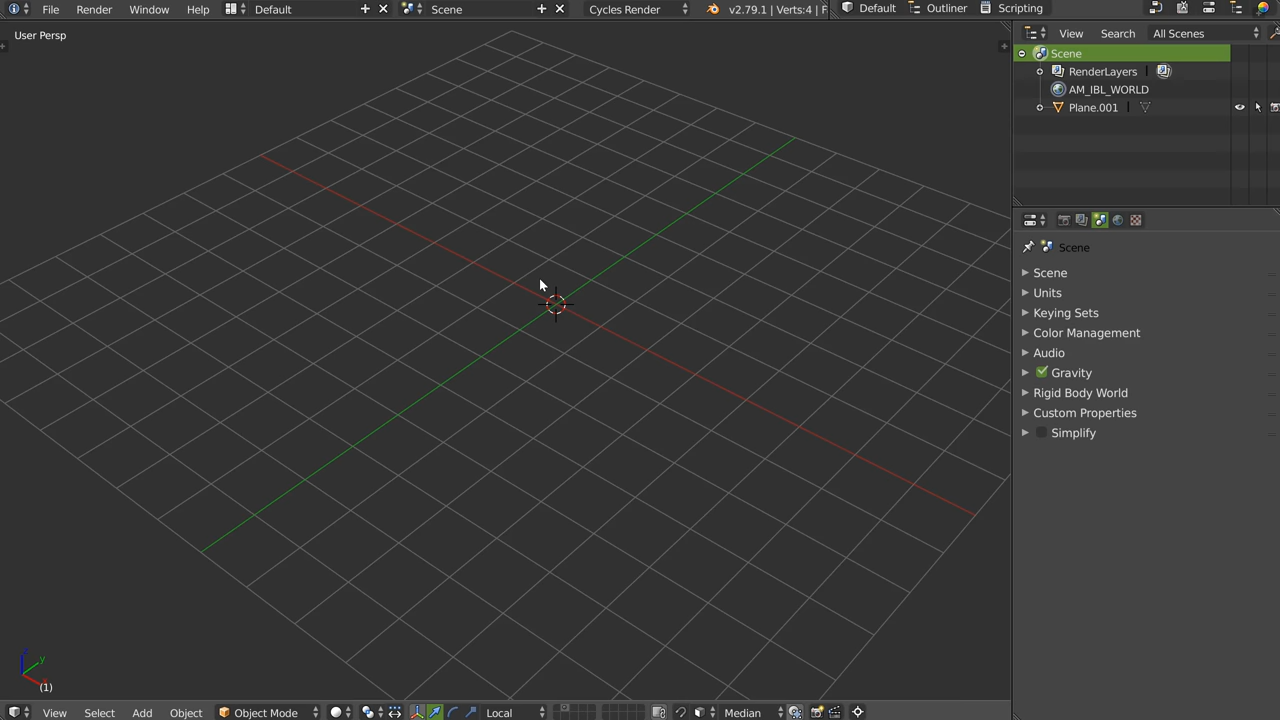 File Render Window Help Default Scene Cycles Render v2.79.1 | Verts:4 | F Default Outliner Scripting
User Persp
View Search All Scenes
Scene
RenderLayers
AM_IBL_WORLD
Plane.001
Scene
Scene
Units
Keying Sets
Color Management
Audio
Gravity
Rigid Body World
Custom Properties
Simplify
z
y
(1)
View Select Add Object Object Mode Local Median